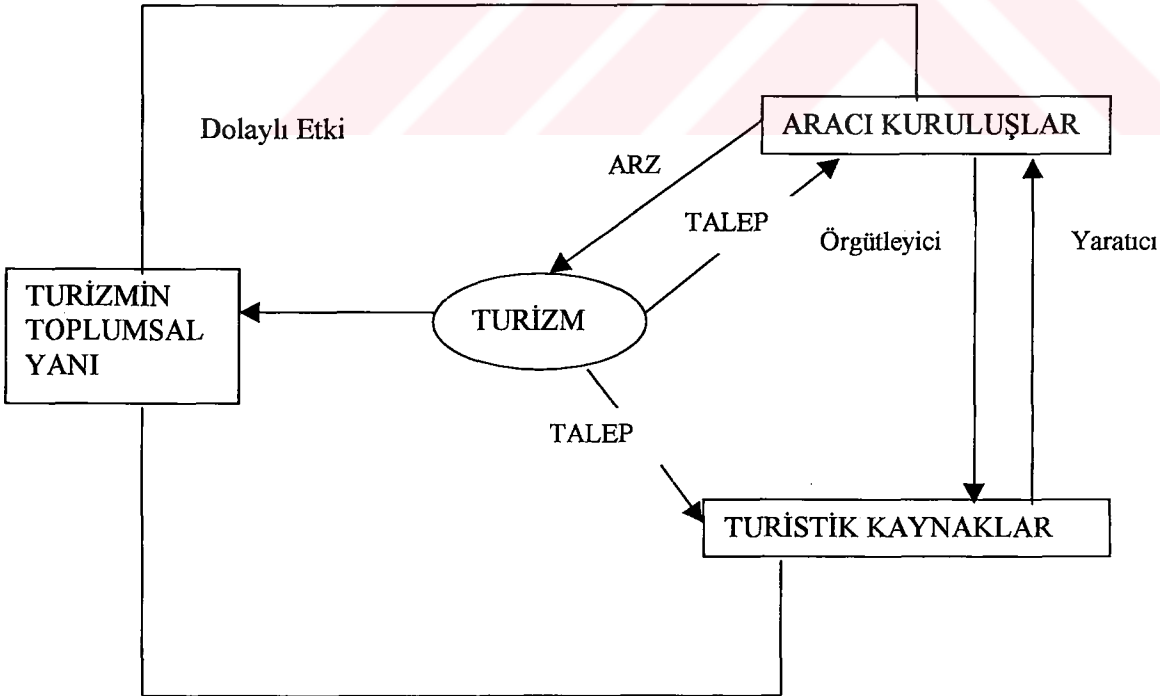 Dolaylı Etki
ARACI KURULUŞLAR
ARZ
TALEP
Örgütleyici
Yaratıcı
TURİZMİN
TOPLUMSAL
YANI
TURİZM
TALEP
TURİSTİK KAYNAKLAR